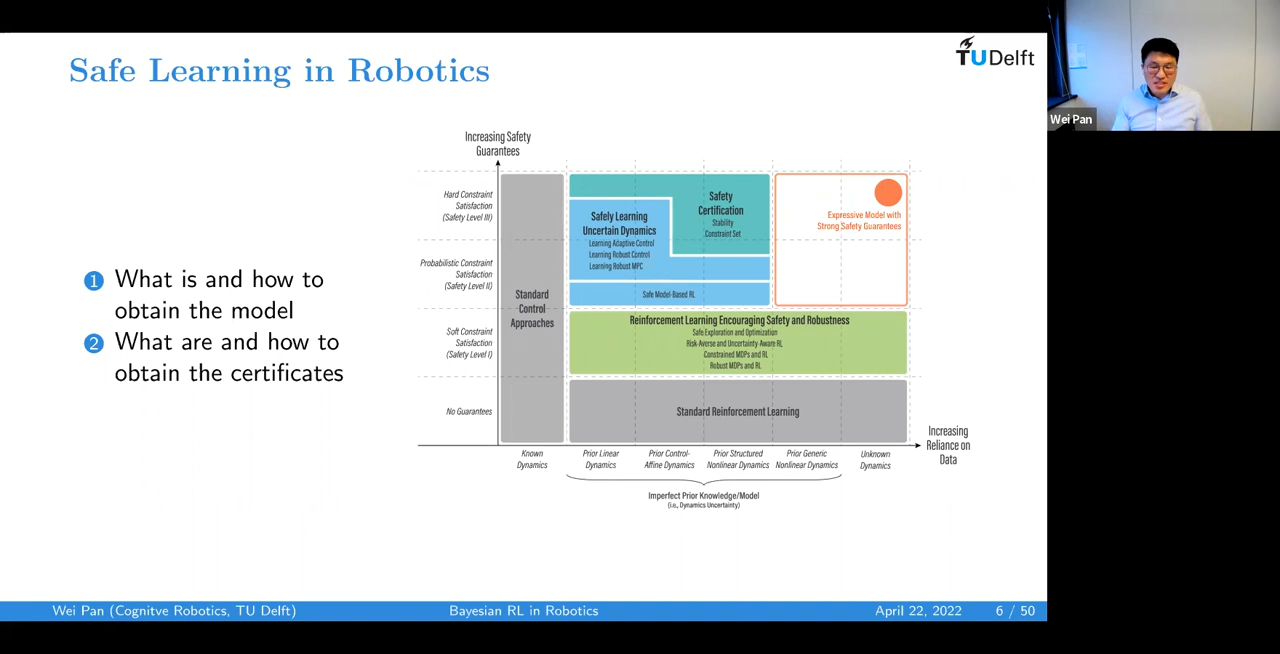 Safe Learning in Robotics
TUDelft
Wei Pan
1 What is and how to
obtain the model
2 What are and how to
obtain the certificates
Increasing Safety
Guarantees
Hard Constraint
Satisfaction
(Safety Level III)
Probabilistic Constraint
Satisfaction
(Safety Level II)
Soft Constraint
Satisfaction
(Safety Level I)
No Guarantees
Standard
Control
Approaches
Safely Learning
Uncertain Dynamics
Learning Adaptive Control
Learning Robust Control
Learning Robust MPC
Safety
Certification
Stability
Constraint Set
Safe Model-Based RL
Expressive Model with
Strong Safety Guarantees
Reinforcement Learning Encouraging Safety and Robustness
Safe Exploration and Optimization
Risk-Averse and Uncertainty-Aware RL
Constrained MDPs and RL
Robust MDPs and RL
Standard Reinforcement Learning
Increasing
Reliance on
Data
Known
Dynamics
Prior Linear
Dynamics
Prior Control-
Affine Dynamics
Prior Structured
Nonlinear Dynamics
Prior Generic
Nonlinear Dynamics
Unknown
Dynamics
Imperfect Prior Knowledge/Model
(i.e., Dynamics Uncertainty)
Wei Pan (Cognitve Robotics, TU Delft)
Bayesian RL in Robotics
April 22, 2022
6 / 50